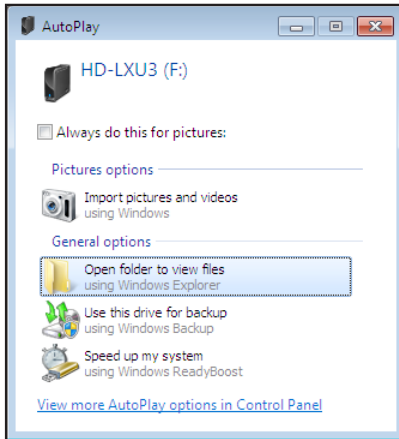 AutoPlay
HD-LXU3 (F:)
Always do this for pictures:
Pictures options
Import pictures and videos
using Windows
General options
Open folder to view files
using Windows Explorer
Use this drive for backup
using Windows Backup
Speed up my system
using Windows ReadyBoost
View more AutoPlay options in Control Panel